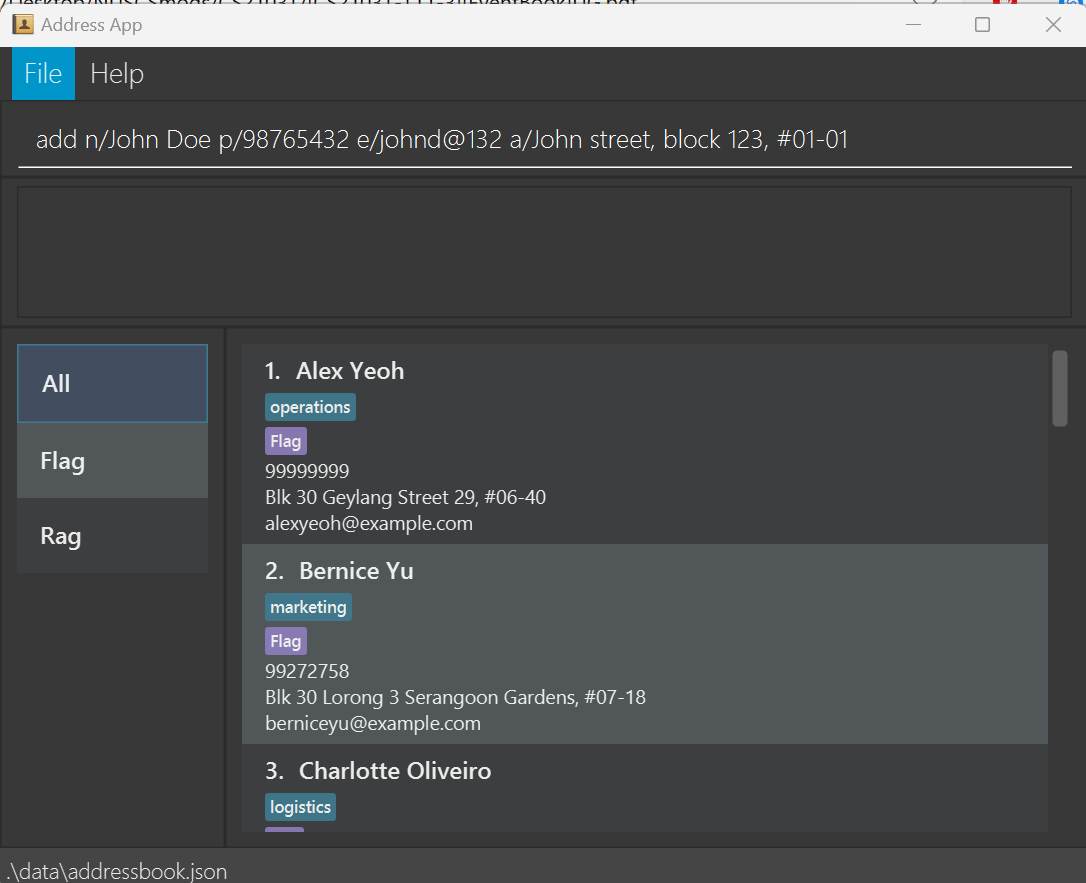 Address App
File Help
add n/John Doe p/98765432 e/johnd@132 a/John street, block 123, #01-01
All
Flag
Rag
1. Alex Yeoh
operations
Flag
99999999
Blk 30 Geylang Street 29, #06-40
alexyeoh@example.com
2. Bernice Yu
marketing
Flag
99272758
Blk 30 Lorong 3 Serangoon Gardens, #07-18
berniceyu@example.com
3. Charlotte Oliveiro
logistics
.\data\addressbook.json